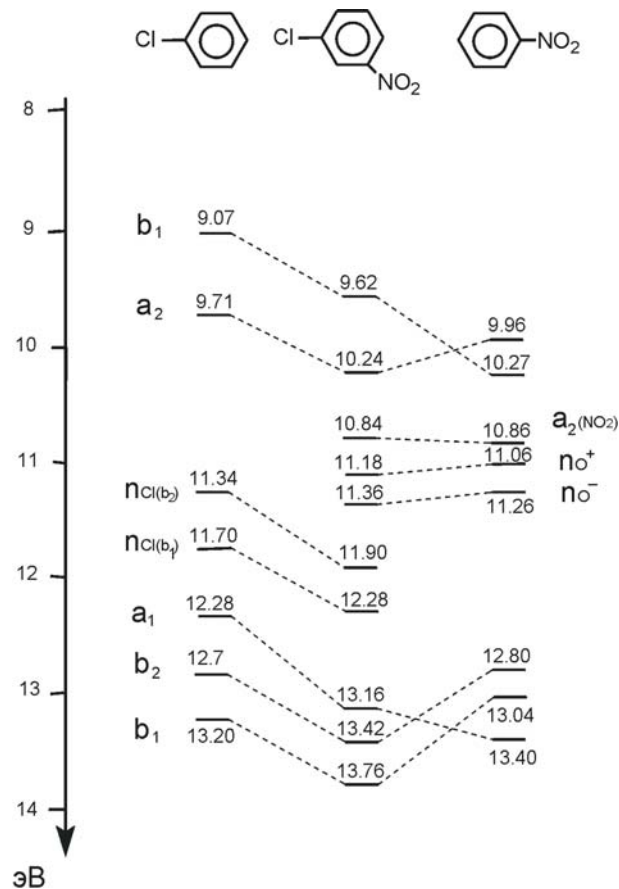 Cl Cl NO₂ NO₂
8
9
10
11
12
13
14
эВ
b₁ 9.07 9.62 10.27
a₂ 9.71 10.24 9.96
10.84 10.86 a₂(NO₂)
11.18 11.06 nO⁺
11.36 11.26 nO⁻
nCl(b₂) 11.34 11.90
nCl(b₁) 11.70 12.28
a₁ 12.28 13.16 13.40
b₂ 12.7 13.42 12.80
b₁ 13.20 13.76 13.04